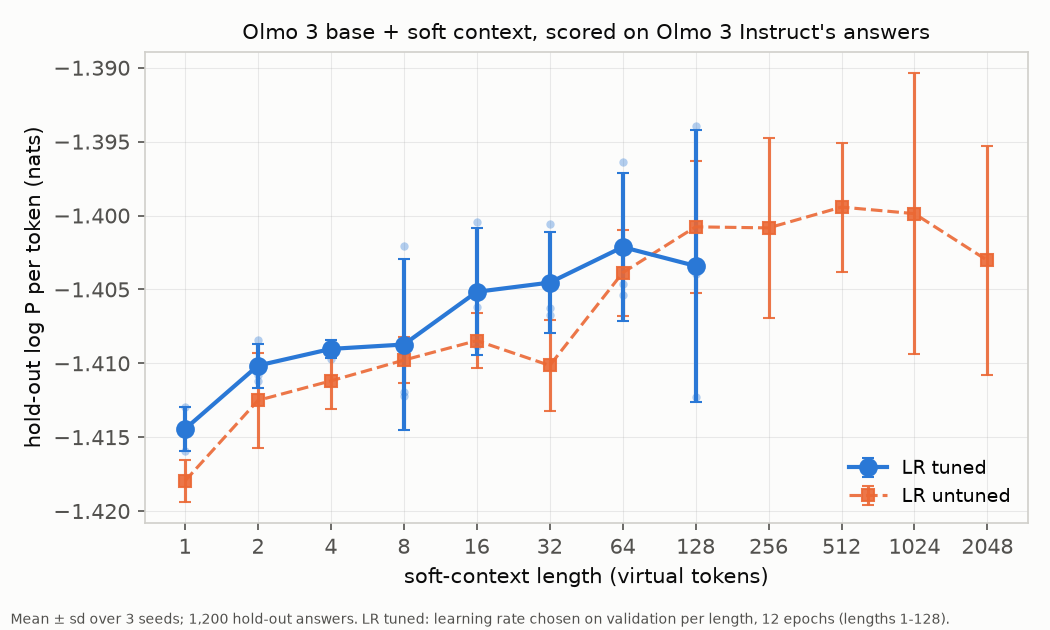 Olmo 3 base + soft context, scored on Olmo 3 Instruct's answers
hold-out log P per token (nats)
−1.390
−1.395
−1.400
−1.405
−1.410
−1.415
−1.420
LR tuned
LR untuned
1 2 4 8 16 32 64 128 256 512 1024 2048
soft-context length (virtual tokens)
Mean ± sd over 3 seeds; 1,200 hold-out answers. LR tuned: learning rate chosen on validation per length, 12 epochs (lengths 1-128).